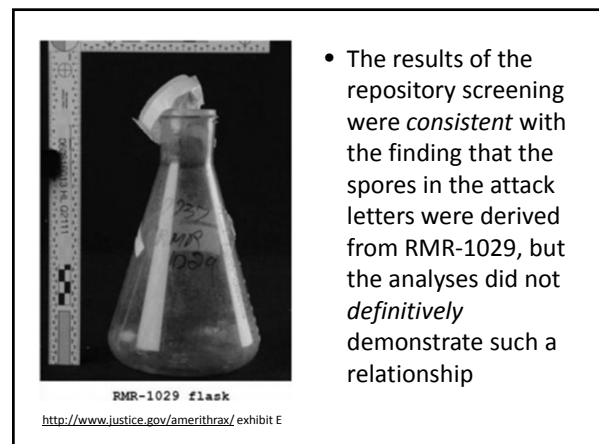 • The results of the
repository screening
were consistent with
the finding that the
spores in the attack
letters were derived
from RMR-1029, but
the analyses did not
definitively
demonstrate such a
relationship
RMR
1029
RMR-1029 flask
http://www.justice.gov/amerithrax/ exhibit E